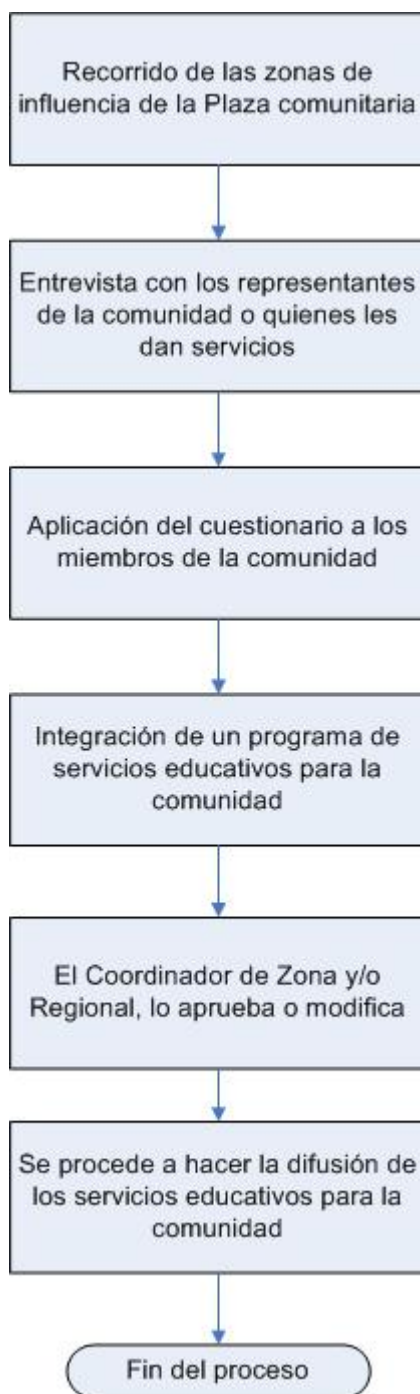 Recorrido de las zonas de
influencia de la Plaza comunitaria
Entrevista con los representantes
de la comunidad o quienes les
dan servicios
Aplicación del cuestionario a los
miembros de la comunidad
Integración de un programa de
servicios educativos para la
comunidad
El Coordinador de Zona y/o
Regional, lo aprueba o modifica
Se procede a hacer la difusión de
los servicios educativos para la
comunidad
Fin del proceso